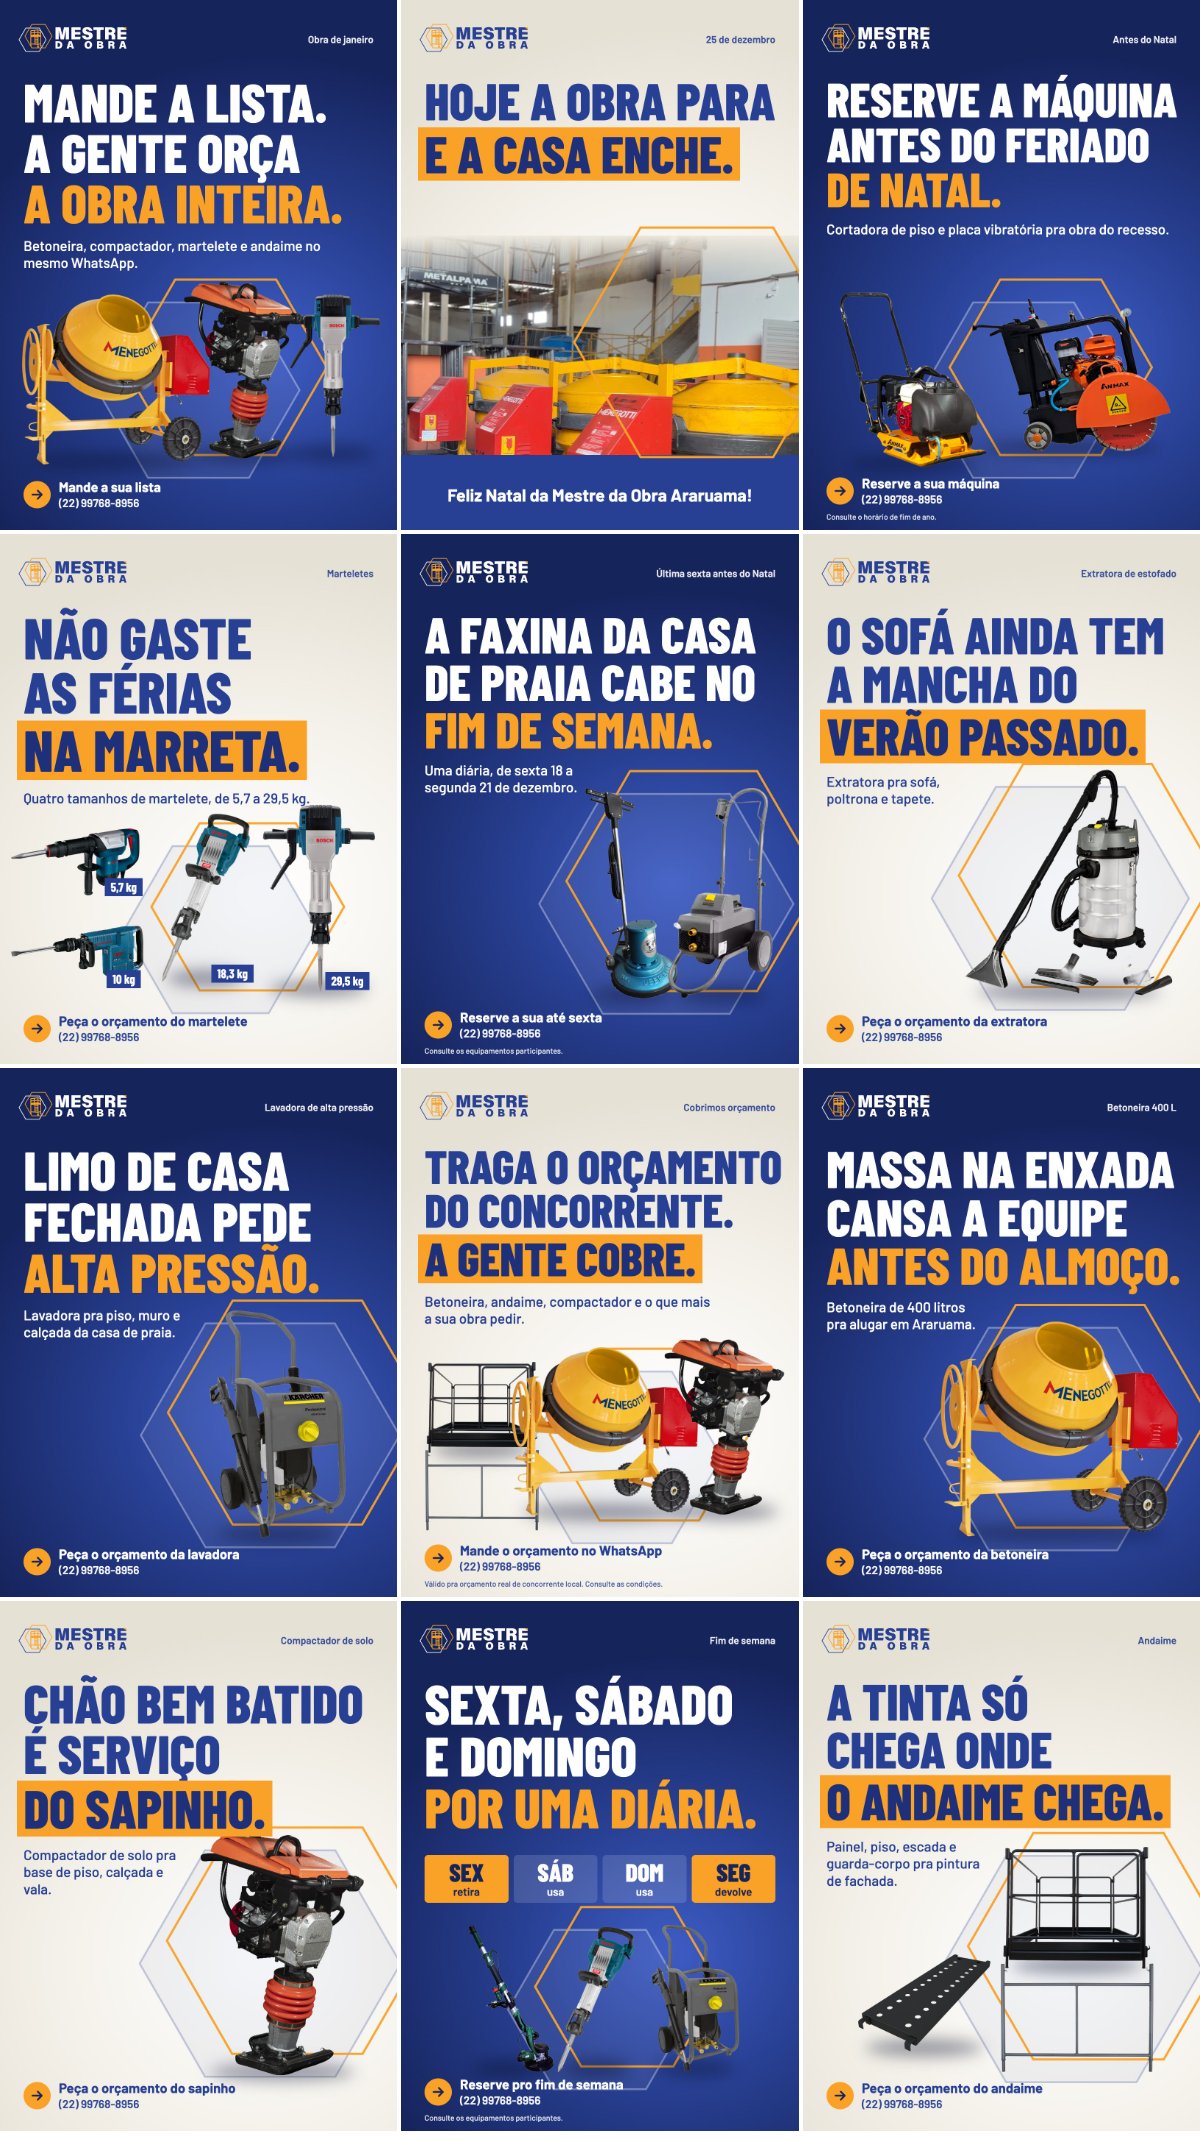 MESTRE
DA OBRA
Obra de janeiro
MANDE A LISTA.
A GENTE ORÇA
A OBRA INTEIRA.
Betoneira, compactador, martelete e andaime no
mesmo WhatsApp.
MENEGOTTI
BOSCH
Mande a sua lista
(22) 99768-8956
MESTRE
DA OBRA
25 de dezembro
HOJE A OBRA PARA
E A CASA ENCHE.
METALPAMA
MENEGOTTI
Feliz Natal da Mestre da Obra Araruama!
MESTRE
DA OBRA
Antes do Natal
RESERVE A MÁQUINA
ANTES DO FERIADO
DE NATAL.
Cortadora de piso e placa vibratória pra obra do recesso.
ANMAX
ANMAX
Reserve a sua máquina
(22) 99768-8956
Consulte o horário de fim de ano.
MESTRE
DA OBRA
Marteletes
NÃO GASTE
AS FÉRIAS
NA MARRETA.
Quatro tamanhos de martelete, de 5,7 a 29,5 kg.
BOSCH
5,7 kg
10 kg
18,3 kg
29,5 kg
Peça o orçamento do martelete
(22) 99768-8956
MESTRE
DA OBRA
Última sexta antes do Natal
A FAXINA DA CASA
DE PRAIA CABE NO
FIM DE SEMANA.
Uma diária, de sexta 18 a
segunda 21 de dezembro.
Reserve a sua até sexta
(22) 99768-8956
Consulte os equipamentos participantes.
MESTRE
DA OBRA
Extratora de estofado
O SOFÁ AINDA TEM
A MANCHA DO
VERÃO PASSADO.
Extratora pra sofá,
poltrona e tapete.
Peça o orçamento da extratora
(22) 99768-8956
MESTRE
DA OBRA
Lavadora de alta pressão
LIMO DE CASA
FECHADA PEDE
ALTA PRESSÃO.
Lavadora pra piso, muro e
calçada da casa de praia.
KÄRCHER
Peça o orçamento da lavadora
(22) 99768-8956
MESTRE
DA OBRA
Cobrimos orçamento
TRAGA O ORÇAMENTO
DO CONCORRENTE.
A GENTE COBRE.
Betoneira, andaime, compactador e o que mais
a sua obra pedir.
MENEGOTTI
Mande o orçamento no WhatsApp
(22) 99768-8956
Válido pra orçamento real de concorrente local. Consulte as condições.
MESTRE
DA OBRA
Betoneira 400 L
MASSA NA ENXADA
CANSA A EQUIPE
ANTES DO ALMOÇO.
Betoneira de 400 litros
pra alugar em Araruama.
MENEGOTTI
Peça o orçamento da betoneira
(22) 99768-8956
MESTRE
DA OBRA
Compactador de solo
CHÃO BEM BATIDO
É SERVIÇO
DO SAPINHO.
Compactador de solo pra
base de piso, calçada e
vala.
Peça o orçamento do sapinho
(22) 99768-8956
MESTRE
DA OBRA
Fim de semana
SEXTA, SÁBADO
E DOMINGO
POR UMA DIÁRIA.
SEX
retira
SÁB
usa
DOM
usa
SEG
devolve
KÄRCHER
Reserve pro fim de semana
(22) 99768-8956
Consulte os equipamentos participantes.
MESTRE
DA OBRA
Andaime
A TINTA SÓ
CHEGA ONDE
O ANDAIME CHEGA.
Painel, piso, escada e
guarda-corpo pra pintura
de fachada.
Peça o orçamento do andaime
(22) 99768-8956